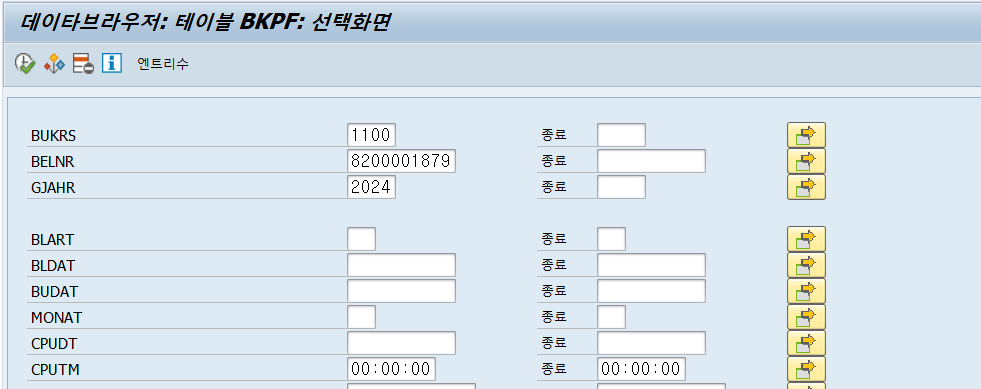 데이타브라우저: 테이블 BKPF: 선택화면
엔트리수
BUKRS 1100 종료
BELNR 8200001879 종료
GJAHR 2024 종료
BLART 종료
BLDAT 종료
BUDAT 종료
MONAT 종료
CPUDT 종료
CPUTM 00:00:00 종료 00:00:00